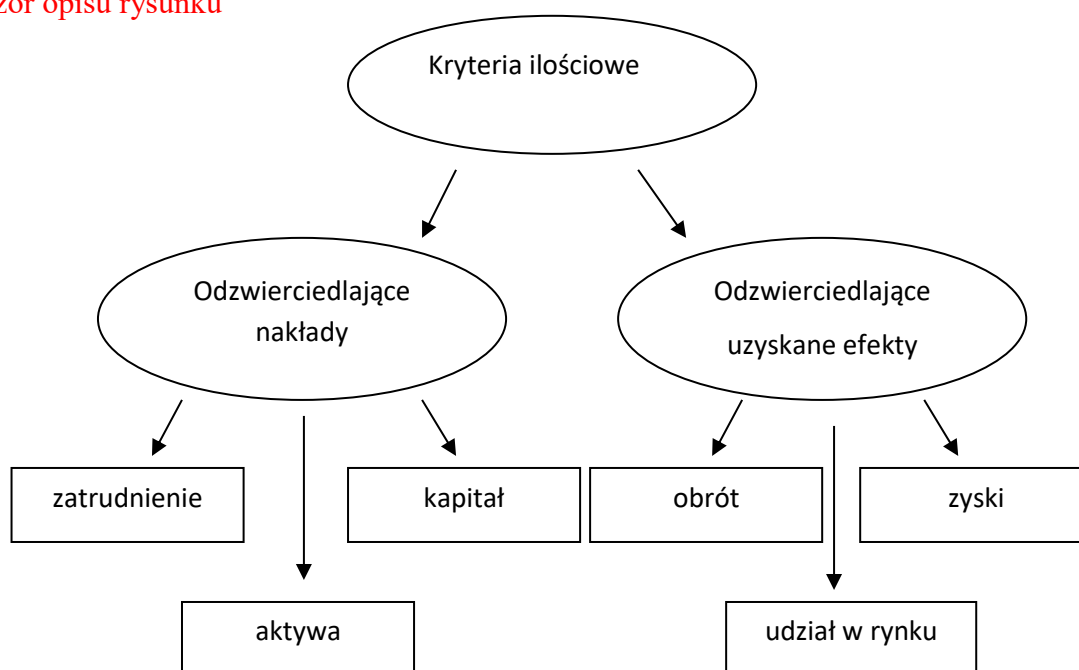 zór opisu rysunku
Kryteria ilościowe
Odzwierciedlające
nakłady
Odzwierciedlające
uzyskane efekty
zatrudnienie
kapitał
obrót
zyski
aktywa
udział w rynku